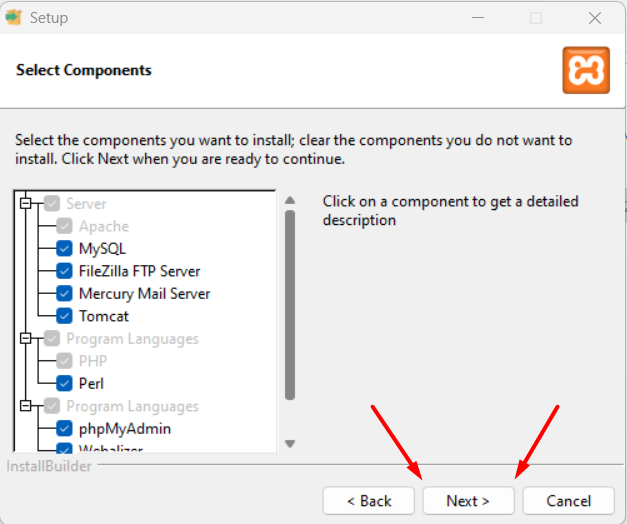 Setup
Select Components
Select the components you want to install; clear the components you do not want to
install. Click Next when you are ready to continue.
Server
Apache
MySQL
FileZilla FTP Server
Mercury Mail Server
Tomcat
Program Languages
PHP
Perl
Program Languages
phpMyAdmin
Webalizer
Click on a component to get a detailed
description
InstallBuilder
< Back
Next >
Cancel